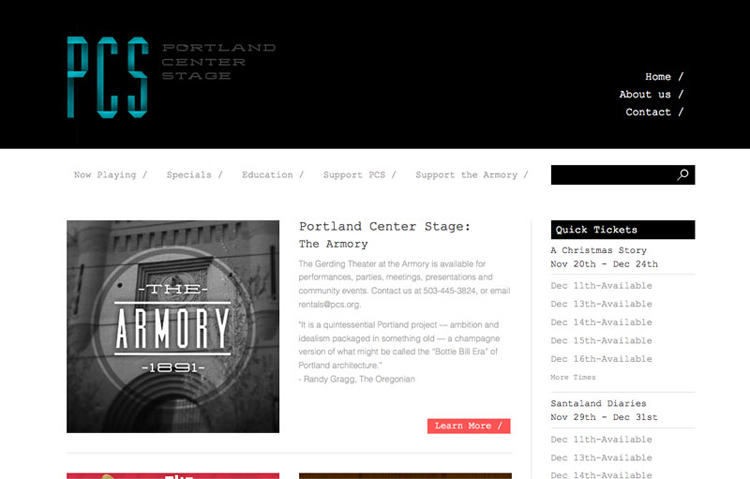 PCS
PORTLAND
CENTER
STAGE
Home /
About us /
Contact /
Now Playing /
Specials /
Education /
Support PCS /
Support the Armory /
-THE-
ARMORY
-1891-
Portland Center Stage:
The Armory
The Gerding Theater at the Armory is available for
performances, parties, meetings, presentations and
community events. Contact us at 503-445-3824, or email
rentals@pcs.org.
"It is a quintessential Portland project — ambition and
idealism packaged in something old — a champagne
version of what might be called the "Bottle Bill Era" of
Portland architecture."
- Randy Gragg, The Oregonian
Learn More /
Quick Tickets
A Christmas Story
Nov 20th - Dec 24th
Dec 11th-Available
Dec 13th-Available
Dec 14th-Available
Dec 15th-Available
Dec 16th-Available
More Times
Santaland Diaries
Nov 29th - Dec 31st
Dec 11th-Available
Dec 13th-Available
Dec 14th-Available